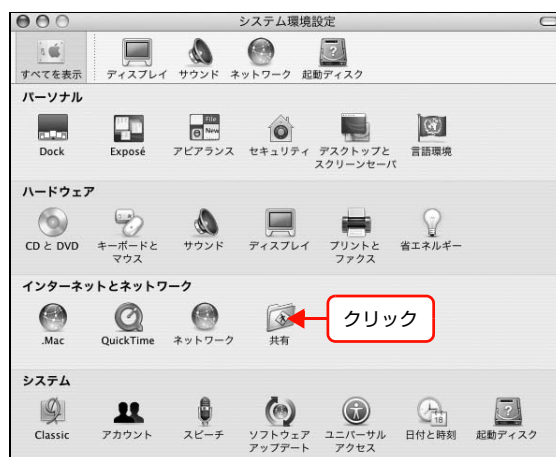 システム環境設定
すべてを表示 ディスプレイ サウンド ネットワーク 起動ディスク
パーソナル
File
New
Dock Exposé アピアランス セキュリティ デスクトップと 言語環境
スクリーンセーバ
ハードウェア
CD と DVD キーボードと サウンド ディスプレイ プリントと 省エネルギー
マウス ファクス
インターネットとネットワーク
クリック
.Mac QuickTime ネットワーク 共有
システム
18
Classic アカウント スピーチ ソフトウェア ユニバーサル 日付と時刻 起動ディスク
アップデート アクセス